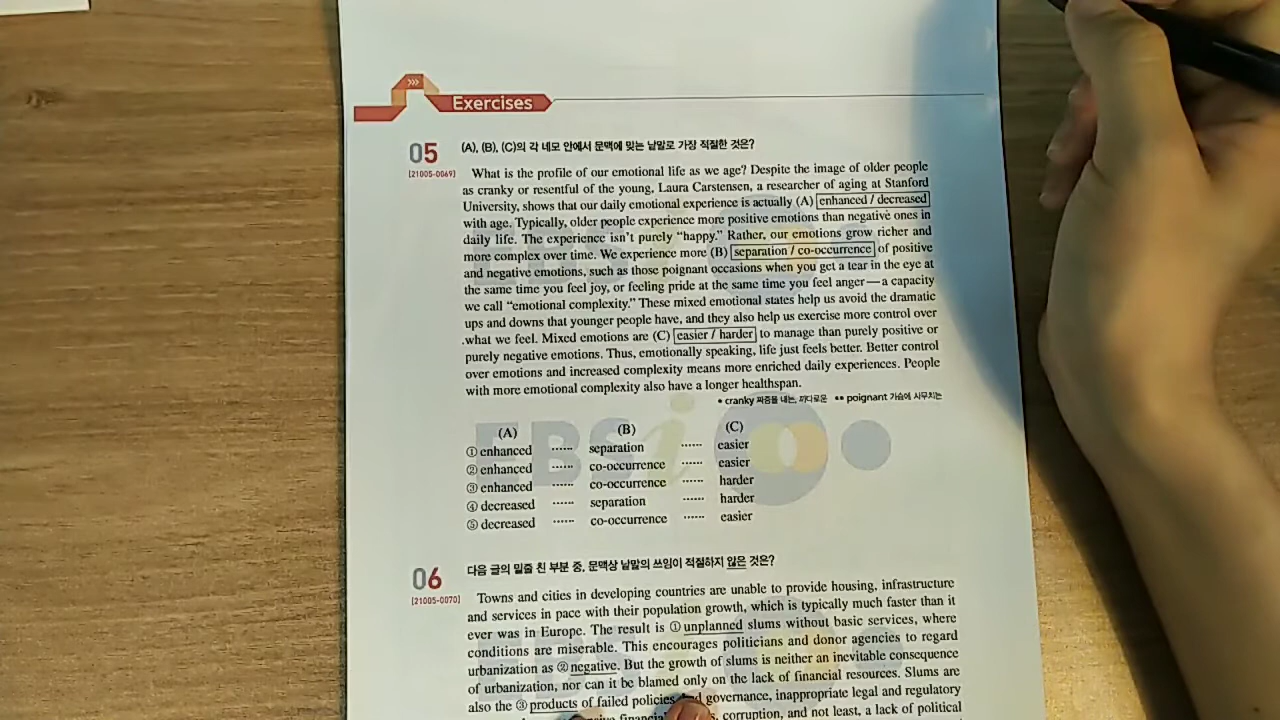 Exercises
05
[21005-0069]
(A), (B), (C)의 각 네모 안에서 문맥에 맞는 낱말로 가장 적절한 것은?
What is the profile of our emotional life as we age? Despite the image of older people
as cranky or resentful of the young, Laura Carstensen, a researcher of aging at Stanford
University, shows that our daily emotional experience is actually (A) enhanced / decreased
with age. Typically, older people experience more positive emotions than negative ones in
daily life. The experience isn't purely “happy.” Rather, our emotions grow richer and
more complex over time. We experience more (B) separation / co-occurrence of positive
and negative emotions, such as those poignant occasions when you get a tear in the eye at
the same time you feel joy, or feeling pride at the same time you feel anger—a capacity
we call “emotional complexity.” These mixed emotional states help us avoid the dramatic
ups and downs that younger people have, and they also help us exercise more control over
what we feel. Mixed emotions are (C) easier / harder to manage than purely positive or
purely negative emotions. Thus, emotionally speaking, life just feels better. Better control
over emotions and increased complexity means more enriched daily experiences. People
with more emotional complexity also have a longer healthspan.
• cranky 짜증을 내는, 까다로운 •• poignant 가슴에 사무치는
(A) (B) (C)
① enhanced ······ separation ······ easier
② enhanced ······ co-occurrence ······ easier
③ enhanced ······ co-occurrence ······ harder
④ decreased ······ separation ······ harder
⑤ decreased ······ co-occurrence ······ easier
EBSi
06
[21005-0070]
다음 글의 밑줄 친 부분 중, 문맥상 낱말의 쓰임이 적절하지 않은 것은?
Towns and cities in developing countries are unable to provide housing, infrastructure
and services in pace with their population growth, which is typically much faster than it
ever was in Europe. The result is ① unplanned slums without basic services, where
conditions are miserable. This encourages politicians and donor agencies to regard
urbanization as ② negative. But the growth of slums is neither an inevitable consequence
of urbanization, nor can it be blamed only on the lack of financial resources. Slums are
also the ③ products of failed policies governance, inappropriate legal and regulatory
corruption, and not least, a lack of political